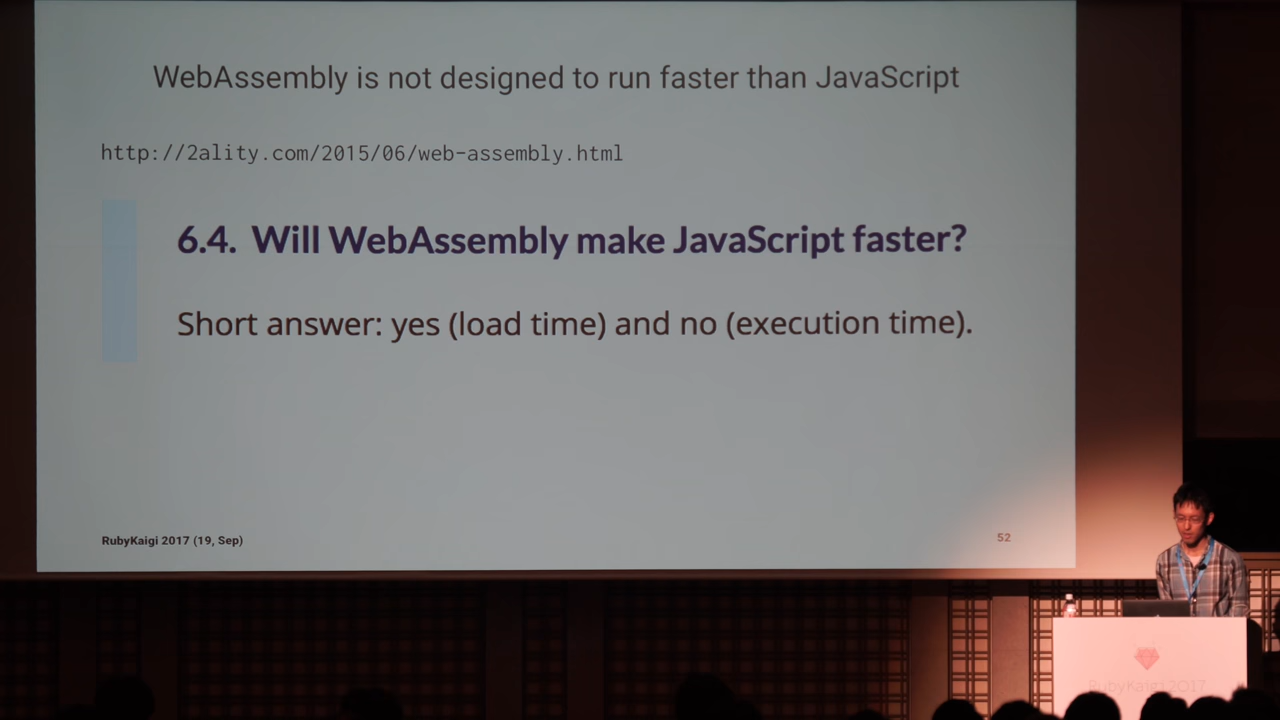 WebAssembly is not designed to run faster than JavaScript
http://2ality.com/2015/06/web-assembly.html
6.4. Will WebAssembly make JavaScript faster?
Short answer: yes (load time) and no (execution time).
RubyKaigi 2017 (19, Sep)
52
RubyKaigi 2017